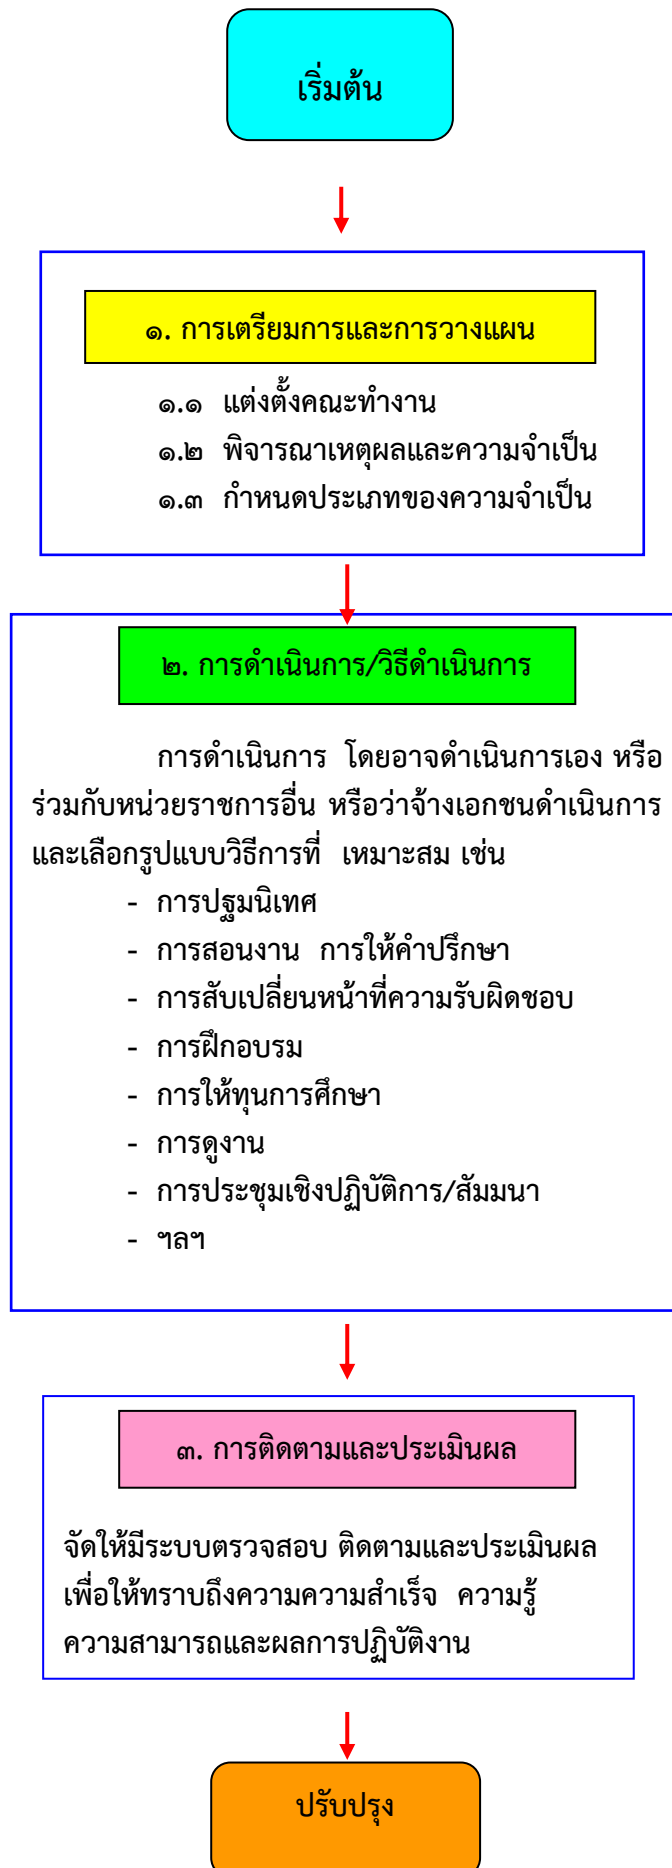 เริ่มต้น
๑. การเตรียมการและการวางแผน
๑.๑ แต่งตั้งคณะทำงาน
๑.๒ พิจารณาเหตุผลและความจำเป็น
๑.๓ กำหนดประเภทของความจำเป็น
๒. การดำเนินการ/วิธีดำเนินการ
การดำเนินการ โดยอาจดำเนินการเอง หรือ
ร่วมกับหน่วยราชการอื่น หรือว่าจ้างเอกชนดำเนินการ
และเลือกรูปแบบวิธีการที่ เหมาะสม เช่น
- การปฐมนิเทศ
- การสอนงาน การให้คำปรึกษา
- การสับเปลี่ยนหน้าที่ความรับผิดชอบ
- การฝึกอบรม
- การให้ทุนการศึกษา
- การดูงาน
- การประชุมเชิงปฏิบัติการ/สัมมนา
- ฯลฯ
๓. การติดตามและประเมินผล
จัดให้มีระบบตรวจสอบ ติดตามและประเมินผล
เพื่อให้ทราบถึงความความสำเร็จ ความรู้
ความสามารถและผลการปฏิบัติงาน
ปรับปรุง